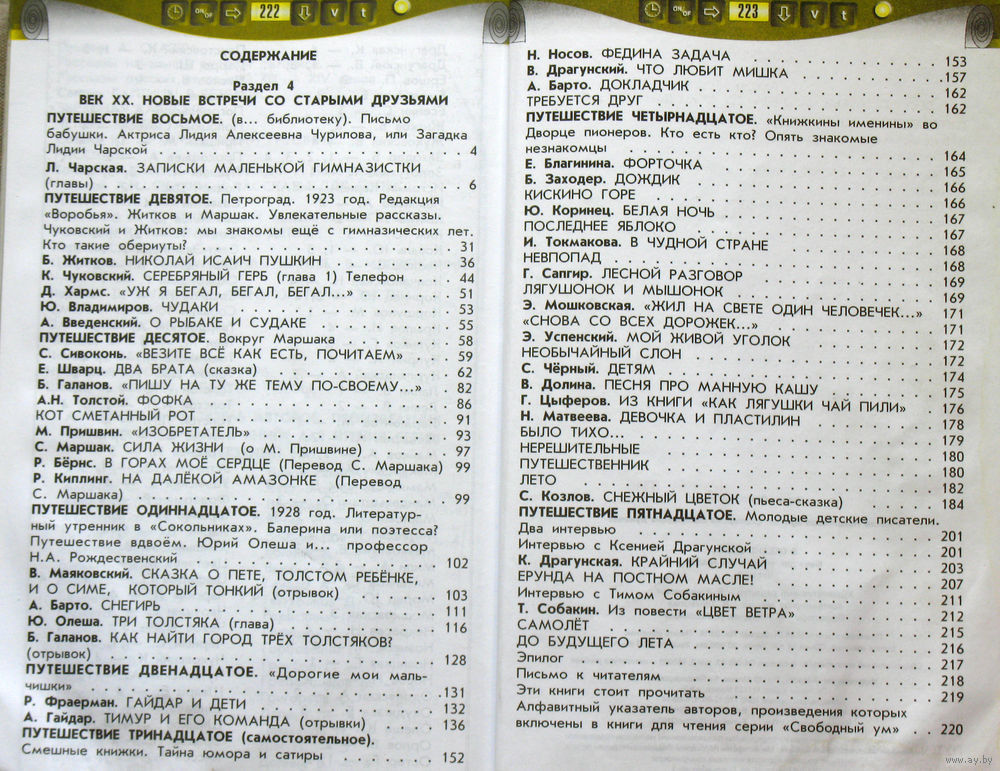 222
ON/OFF
v
t
СОДЕРЖАНИЕ
Раздел 4
ВЕК XX. НОВЫЕ ВСТРЕЧИ СО СТАРЫМИ ДРУЗЬЯМИ
ПУТЕШЕСТВИЕ ВОСЬМОЕ. (в... библиотеку). Письмо
бабушки. Актриса Лидия Алексеевна Чурилова, или Загадка
Лидии Чарской . . . 4
Л. Чарская. ЗАПИСКИ МАЛЕНЬКОЙ ГИМНАЗИСТКИ
(главы) . . . 6
ПУТЕШЕСТВИЕ ДЕВЯТОЕ. Петроград. 1923 год. Редакция
«Воробья». Житков и Маршак. Увлекательные рассказы.
Чуковский и Житков: мы знакомы ещё с гимназических лет.
Кто такие обериуты? . . . 31
Б. Житков. НИКОЛАЙ ИСАИЧ ПУШКИН . . . 36
К. Чуковский. СЕРЕБРЯНЫЙ ГЕРБ (глава 1) Телефон . . . 44
Д. Хармс. «УЖ Я БЕГАЛ, БЕГАЛ, БЕГАЛ...» . . . 51
Ю. Владимиров. ЧУДАКИ . . . 53
А. Введенский. О РЫБАКЕ И СУДАКЕ . . . 55
ПУТЕШЕСТВИЕ ДЕСЯТОЕ. Вокруг Маршака . . . 58
С. Сивоконь. «ВЕЗИТЕ ВСЁ КАК ЕСТЬ, ПОЧИТАЕМ» . . . 59
Е. Шварц. ДВА БРАТА (сказка) . . . 62
Б. Галанов. «ПИШУ НА ТУ ЖЕ ТЕМУ ПО-СВОЕМУ...» . . . 82
А.Н. Толстой. ФОФКА . . . 86
КОТ СМЕТАННЫЙ РОТ . . . 91
М. Пришвин. «ИЗОБРЕТАТЕЛЬ» . . . 93
С. Маршак. СИЛА ЖИЗНИ (о М. Пришвине) . . . 97
Р. Бёрнс. В ГОРАХ МОЁ СЕРДЦЕ (Перевод С. Маршака) 99
Р. Киплинг. НА ДАЛЁКОЙ АМАЗОНКЕ (Перевод
С. Маршака) . . . 99
ПУТЕШЕСТВИЕ ОДИННАДЦАТОЕ. 1928 год. Литератур-
ный утренник в «Сокольниках». Балерина или поэтесса?
Путешествие вдвоём. Юрий Олеша и... профессор
Н.А. Рождественский . . . 102
В. Маяковский. СКАЗКА О ПЕТЕ, ТОЛСТОМ РЕБЁНКЕ,
И О СИМЕ, КОТОРЫЙ ТОНКИЙ (отрывок) . . . 103
А. Барто. СНЕГИРЬ . . . 111
Ю. Олеша. ТРИ ТОЛСТЯКА (глава) . . . 116
Б. Галанов. КАК НАЙТИ ГОРОД ТРЁХ ТОЛСТЯКОВ?
(отрывок) . . . 128
ПУТЕШЕСТВИЕ ДВЕНАДЦАТОЕ. «Дорогие мои маль-
чишки» . . . 131
Р. Фраерман. ГАЙДАР И ДЕТИ . . . 132
А. Гайдар. ТИМУР И ЕГО КОМАНДА (отрывки) . . . 136
ПУТЕШЕСТВИЕ ТРИНАДЦАТОЕ (самостоятельное).
Смешные книжки. Тайна юмора и сатиры . . . 152
ON/OFF
223
v
t
Н. Носов. ФЕДИНА ЗАДАЧА . . . 153
В. Драгунский. ЧТО ЛЮБИТ МИШКА . . . 157
А. Барто. ДОКЛАДЧИК . . . 162
ТРЕБУЕТСЯ ДРУГ . . . 162
ПУТЕШЕСТВИЕ ЧЕТЫРНАДЦАТОЕ. «Книжкины именины» во
Дворце пионеров. Кто есть кто? Опять знакомые
незнакомцы . . . 164
Е. Благинина. ФОРТОЧКА . . . 165
Б. Заходер. ДОЖДИК . . . 166
КИСКИНО ГОРЕ . . . 166
Ю. Коринец. БЕЛАЯ НОЧЬ . . . 167
ПОСЛЕДНЕЕ ЯБЛОКО . . . 167
И. Токмакова. В ЧУДНОЙ СТРАНЕ . . . 168
НЕВПОПАД . . . 168
Г. Сапгир. ЛЕСНОЙ РАЗГОВОР . . . 169
ЛЯГУШОНОК И МЫШОНОК . . . 169
Э. Мошковская. «ЖИЛ НА СВЕТЕ ОДИН ЧЕЛОВЕЧЕК...» 171
«СНОВА СО ВСЕХ ДОРОЖЕК...» . . . 171
Э. Успенский. МОЙ ЖИВОЙ УГОЛОК . . . 172
НЕОБЫЧАЙНЫЙ СЛОН . . . 172
С. Чёрный. ДЕТЯМ . . . 174
В. Долина. ПЕСНЯ ПРО МАННУЮ КАШУ . . . 175
Г. Цыферов. ИЗ КНИГИ «КАК ЛЯГУШКИ ЧАЙ ПИЛИ» . 176
Н. Матвеева. ДЕВОЧКА И ПЛАСТИЛИН . . . 178
БЫЛО ТИХО... . . . 179
НЕРЕШИТЕЛЬНЫЕ . . . 180
ПУТЕШЕСТВЕННИК . . . 180
ЛЕТО . . . 182
С. Козлов. СНЕЖНЫЙ ЦВЕТОК (пьеса-сказка) . . . 184
ПУТЕШЕСТВИЕ ПЯТНАДЦАТОЕ. Молодые детские писатели.
Два интервью . . . 201
Интервью с Ксенией Драгунской . . . 201
К. Драгунская. КРАЙНИЙ СЛУЧАЙ . . . 203
ЕРУНДА НА ПОСТНОМ МАСЛЕ! . . . 207
Интервью с Тимом Собакиным . . . 211
Т. Собакин. Из повести «ЦВЕТ ВЕТРА» . . . 212
САМОЛЁТ . . . 215
ДО БУДУЩЕГО ЛЕТА . . . 216
Эпилог . . . 217
Письмо к читателям . . . 218
Эти книги стоит прочитать . . . 219
Алфавитный указатель авторов, произведения которых
включены в книги для чтения серии «Свободный ум» . . 220
www.ay.by